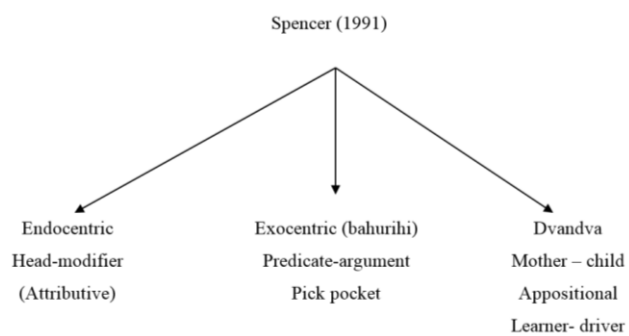 Spencer (1991)
Endocentric
Head-modifier
(Attributive)
Exocentric (bahurihi)
Predicate-argument
Pick pocket
Dvandva
Mother – child
Appositional
Learner- driver